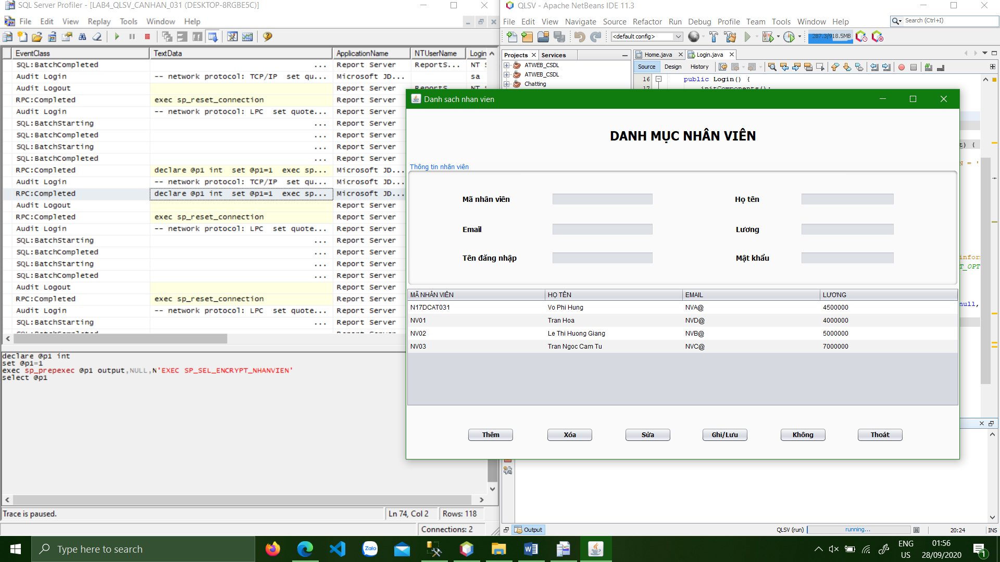 SQL Server Profiler - [LAB4_QLSV_CANHAN_031 (DESKTOP-8RGBE5C)]
File Edit View Replay Tools Window Help
EventClass TextData ApplicationName NTUserName Login
SQL:BatchCompleted ... Report Server ReportS... NT
Audit Login -- network protocol: TCP/IP set qu... Microsoft JD... sa
Audit Logout Report Server ReportS
RPC:Completed exec sp_reset_connection Report Server
Audit Login -- network protocol: LPC set quote... Report Server
SQL:BatchStarting ... Report Server
SQL:BatchCompleted ... Report Server
SQL:BatchStarting ... Report Server
SQL:BatchCompleted ... Report Server
RPC:Completed declare @p1 int set @p1=1 exec sp... Microsoft JD...
Audit Login -- network protocol: TCP/IP set qu... Microsoft JD...
RPC:Completed declare @p1 int set @p1=1 exec sp... Microsoft JD...
Audit Logout Report Server
RPC:Completed exec sp_reset_connection Report Server
Audit Login -- network protocol: LPC set quote... Report Server
SQL:BatchStarting ... Report Server
SQL:BatchCompleted ... Report Server
SQL:BatchStarting ... Report Server
SQL:BatchCompleted ... Report Server
Audit Logout Report Server
RPC:Completed exec sp_reset_connection Report Server
Audit Login -- network protocol: LPC set quote... Report Server
SQL:BatchStarting ... Report Server
declare @p1 int
set @p1=1
exec sp_prepexec @p1 output,NULL,N'EXEC SP_SEL_ENCRYPT_NHANVIEN'
select @p1
Trace is paused. Ln 74, Col 2 Rows: 118
Connections: 2
QLSV - Apache NetBeans IDE 11.3
File Edit View Navigate Source Refactor Run Debug Profile Team Tools Window Help
Search (Ctrl+I)
<default config> 287.3/918.5MB
Projects Services
Home.java Login.java
ATWEB_CSDL
ATWEB_CSDL
Chatting
Source Design History
16 public Login() {
17 initComponents();
t) {
N = '
infor
T_OPT
null,
Danh sach nhan vien
DANH MỤC NHÂN VIÊN
Thông tin nhân viên
Mã nhân viên Họ tên
Email Lương
Tên đăng nhập Mật khẩu
MÃ NHÂN VIÊN HỌ TÊN EMAIL LƯƠNG
N17DCAT031 Vo Phi Hung NVA@ 4500000
NV01 Tran Hoa NVD@ 4000000
NV02 Le Thi Huong Giang NVB@ 5000000
NV03 Tran Ngoc Cam Tu NVC@ 7000000
Thêm Xóa Sửa Ghi/Lưu Không Thoát
Output QLSV (run) running... 20:24 INS
Type here to search
Zalo
ENG
US
01:56
28/09/2020
1